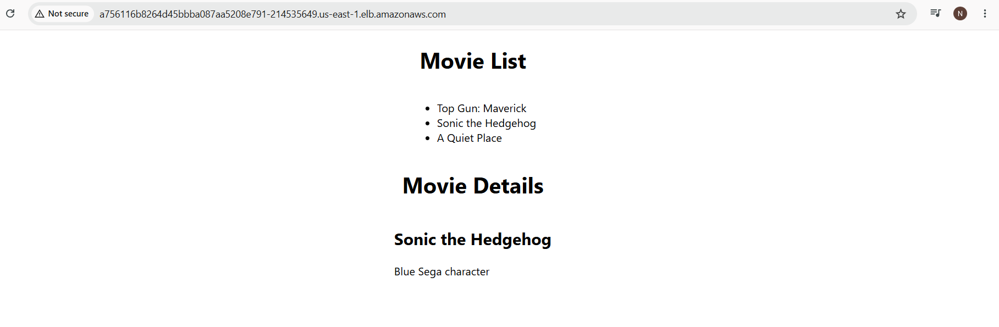 Not secure a756116b8264d45bbba087aa5208e791-214535649.us-east-1.elb.amazonaws.com N
Movie List
Top Gun: Maverick
Sonic the Hedgehog
A Quiet Place
Movie Details
Sonic the Hedgehog
Blue Sega character